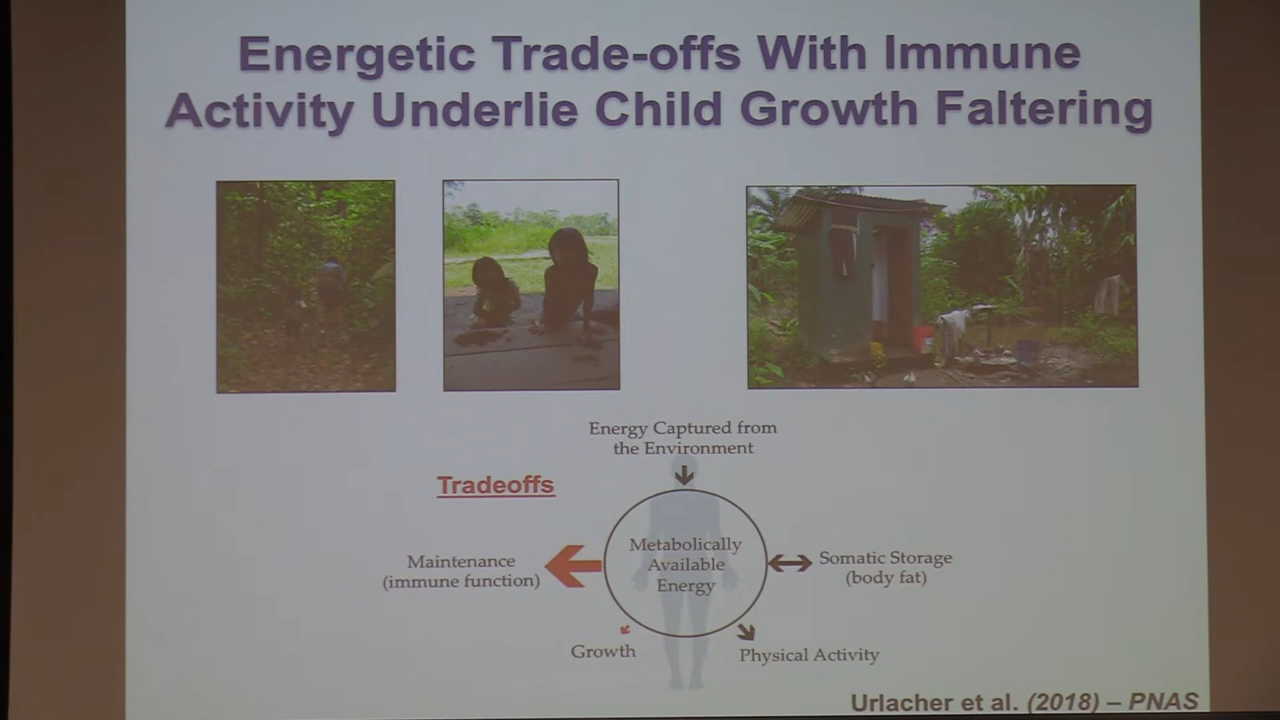 Energetic Trade-offs With Immune
Activity Underlie Child Growth Faltering
Energy Captured from
the Environment
Tradeoffs
Metabolically
Available
Energy
Maintenance
(immune function)
Somatic Storage
(body fat)
Growth
Physical Activity
Urlacher et al. (2018) – PNAS